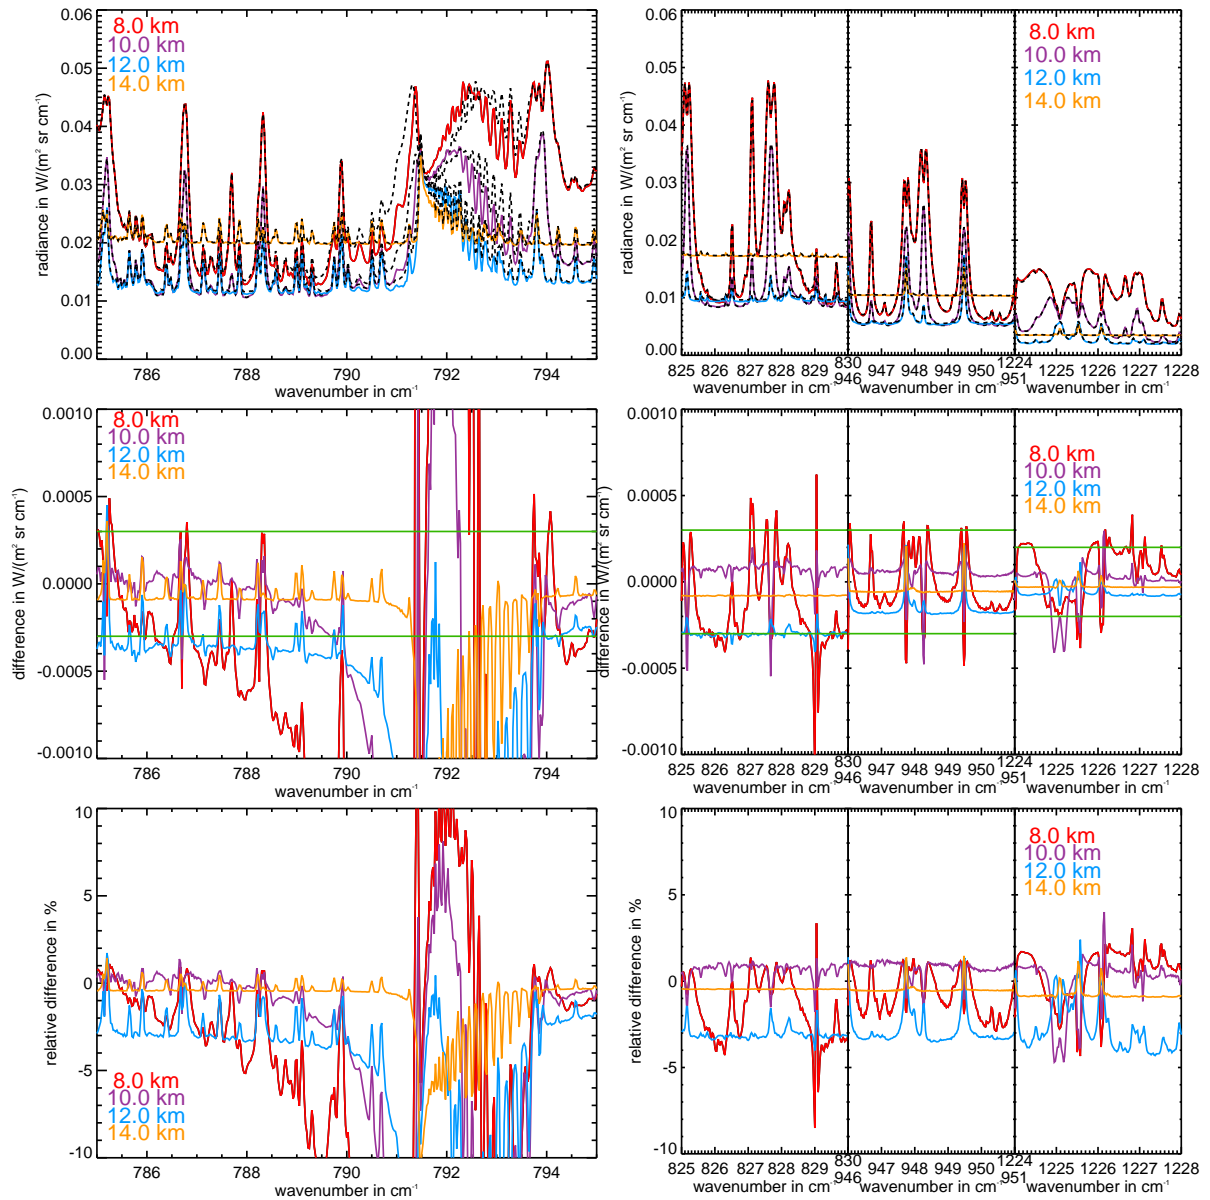 0.06
0.05
0.04
0.03
0.02
0.01
0.00
radiance in W/(m² sr cm⁻¹)
8.0 km
10.0 km
12.0 km
14.0 km
786 788 790 792 794
wavenumber in cm⁻¹
0.06
0.05
0.04
0.03
0.02
0.01
0.00
radiance in W/(m² sr cm⁻¹)
8.0 km
10.0 km
12.0 km
14.0 km
825 826 827 828 829 830
946 947 948 949 950 951
1224 1225 1226 1227 1228
wavenumber in cm⁻¹ wavenumber in cm⁻¹ wavenumber in cm⁻¹
0.0010
0.0005
0.0000
-0.0005
-0.0010
difference in W/(m² sr cm⁻¹)
8.0 km
10.0 km
12.0 km
14.0 km
786 788 790 792 794
wavenumber in cm⁻¹
0.0010
0.0005
0.0000
-0.0005
-0.0010
difference in W/(m² sr cm⁻¹)
8.0 km
10.0 km
12.0 km
14.0 km
825 826 827 828 829 830
946 947 948 949 950 951
1224 1225 1226 1227 1228
wavenumber in cm⁻¹ wavenumber in cm⁻¹ wavenumber in cm⁻¹
10
5
0
-5
-10
relative difference in %
8.0 km
10.0 km
12.0 km
14.0 km
786 788 790 792 794
wavenumber in cm⁻¹
10
5
0
-5
-10
relative difference in %
8.0 km
10.0 km
12.0 km
14.0 km
825 826 827 828 829 830
946 947 948 949 950 951
1224 1225 1226 1227 1228
wavenumber in cm⁻¹ wavenumber in cm⁻¹ wavenumber in cm⁻¹